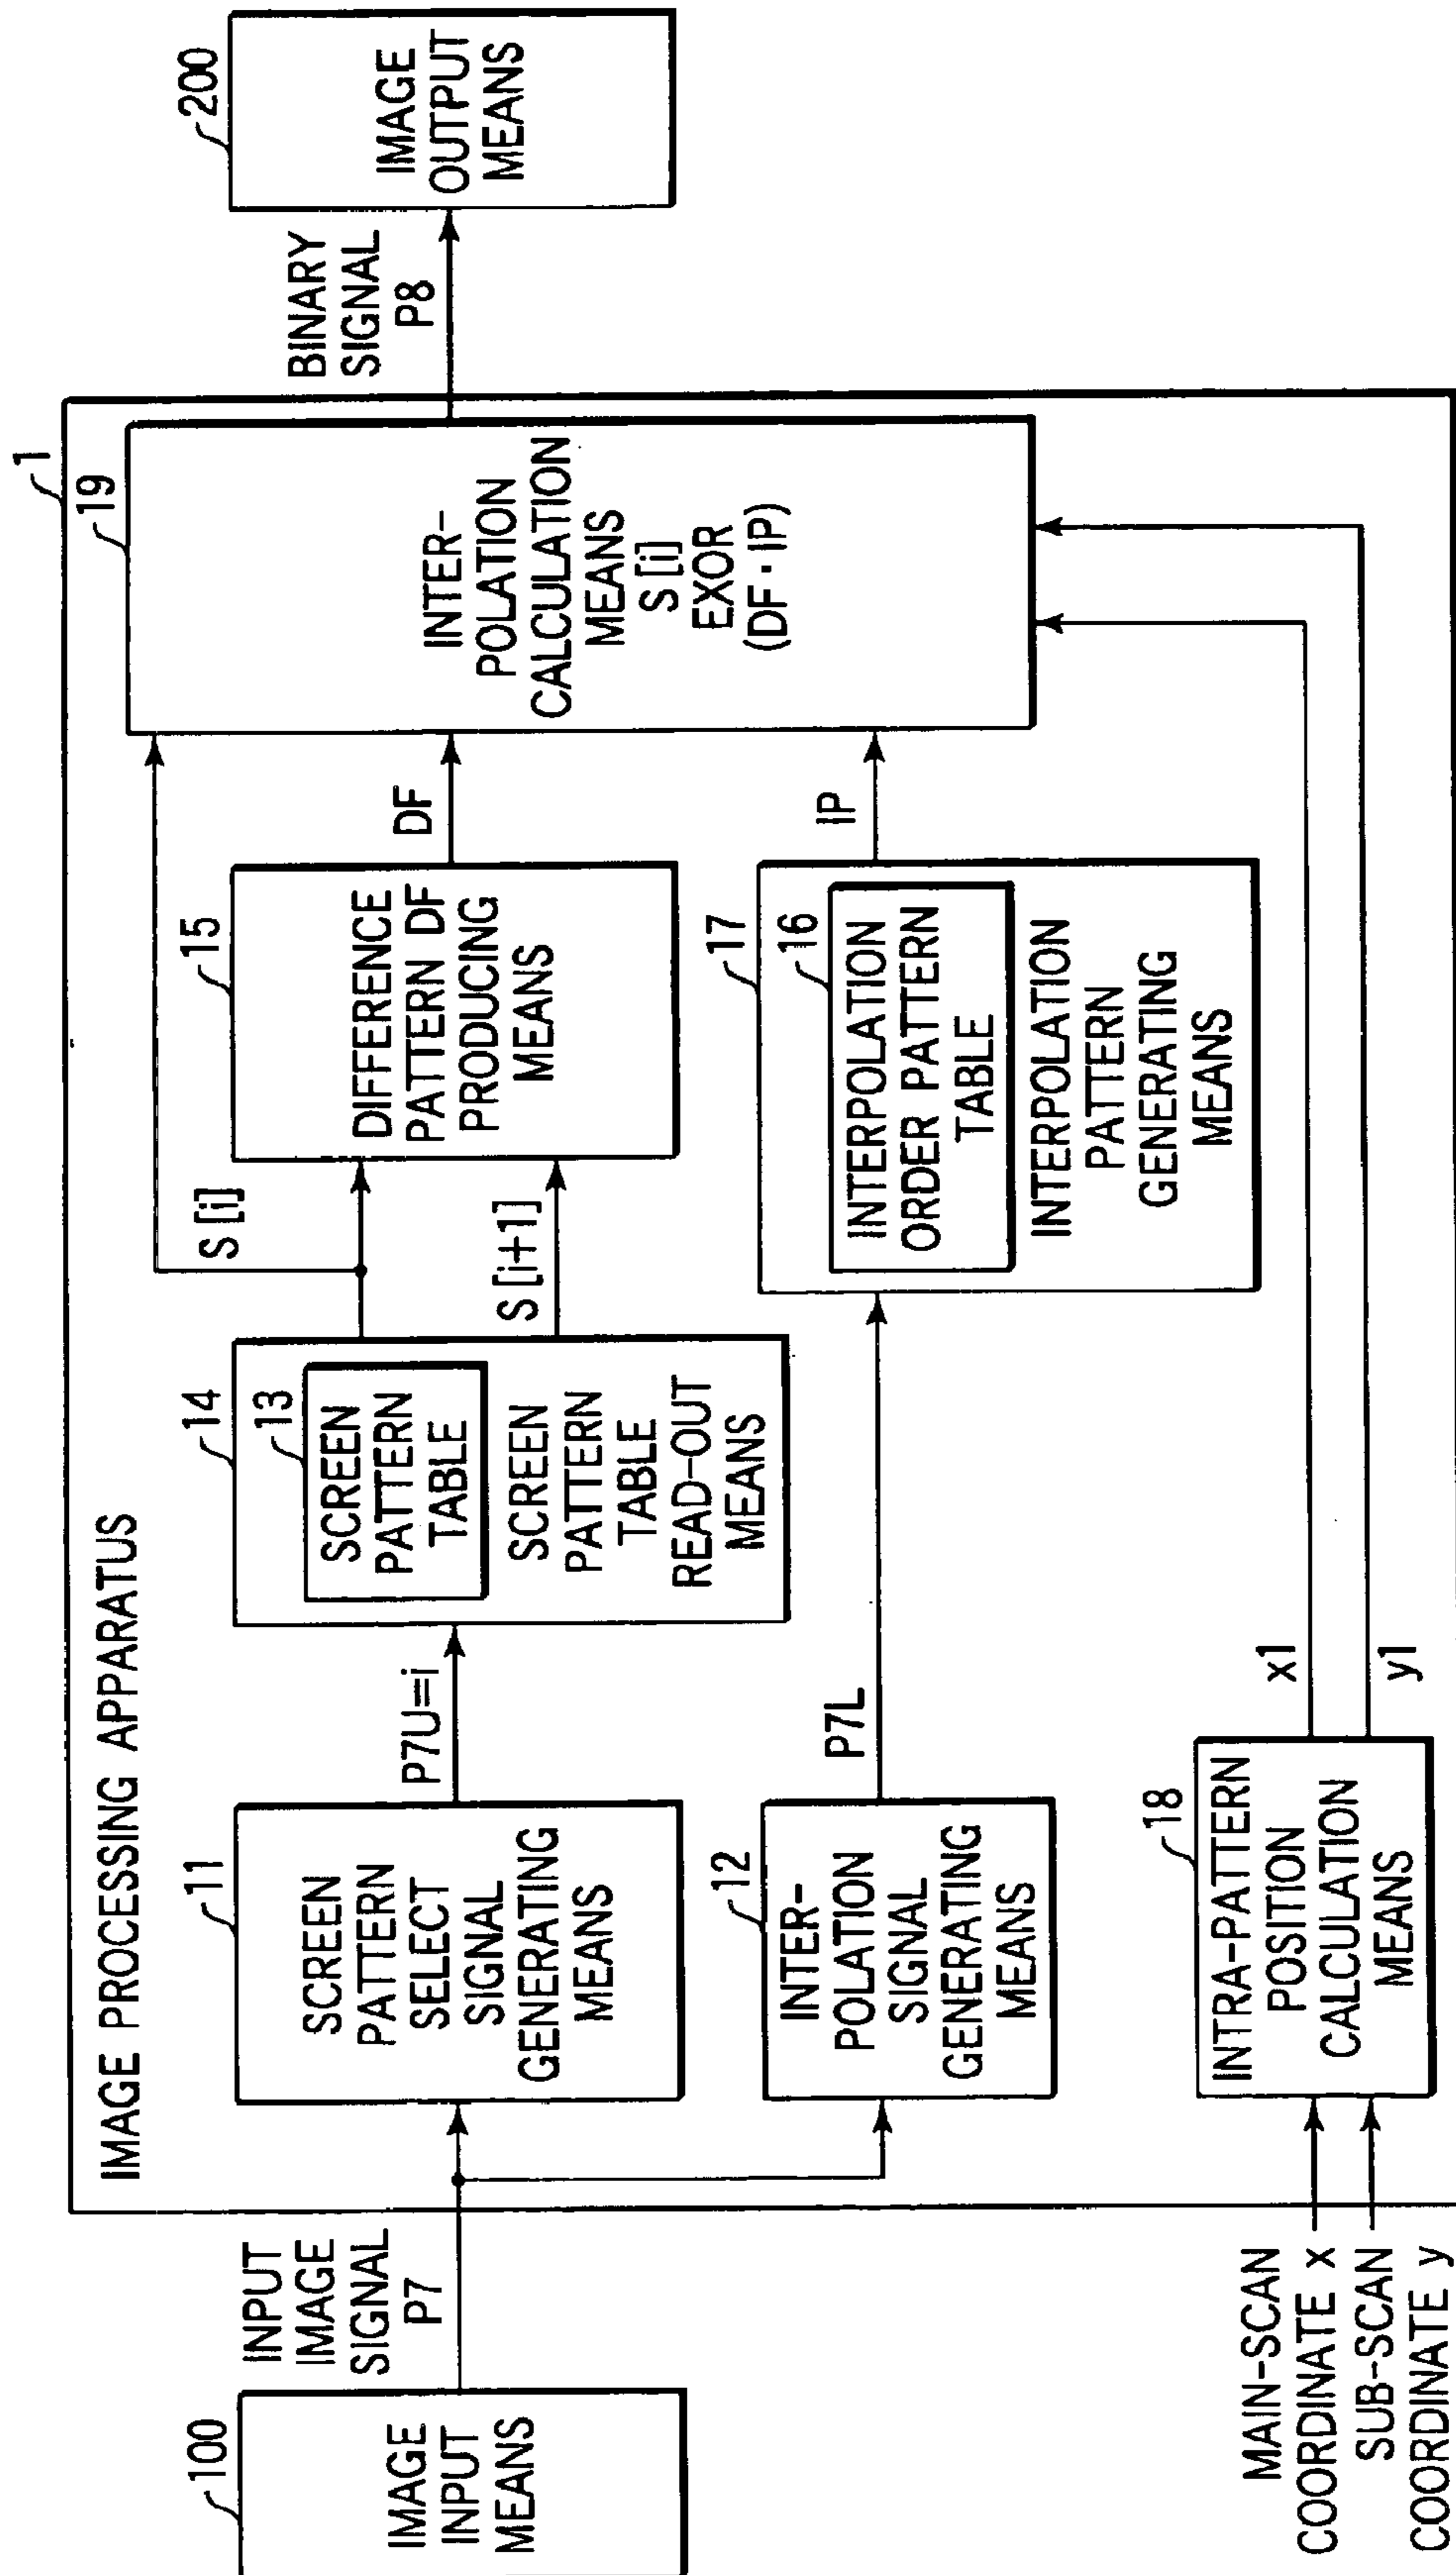 IMAGE PROCESSING APPARATUS
1
100
IMAGE
INPUT
MEANS
INPUT
IMAGE
SIGNAL
P7
11
SCREEN
PATTERN
SELECT
SIGNAL
GENERATING
MEANS
P7U=i
14
13
SCREEN
PATTERN
TABLE
SCREEN
PATTERN
TABLE
READ-OUT
MEANS
S [i]
S [i+1]
15
DIFFERENCE
PATTERN DF
PRODUCING
MEANS
DF
19
INTER-
POLATION
CALCULATION
MEANS
S [i]
EXOR
(DF·IP)
BINARY
SIGNAL
P8
200
IMAGE
OUTPUT
MEANS
12
INTER-
POLATION
SIGNAL
GENERATING
MEANS
P7L
17
16
INTERPOLATION
ORDER PATTERN
TABLE
INTERPOLATION
PATTERN
GENERATING
MEANS
IP
MAIN-SCAN
COORDINATE x
SUB-SCAN
COORDINATE y
18
INTRA-PATTERN
POSITION
CALCULATION
MEANS
x1
y1